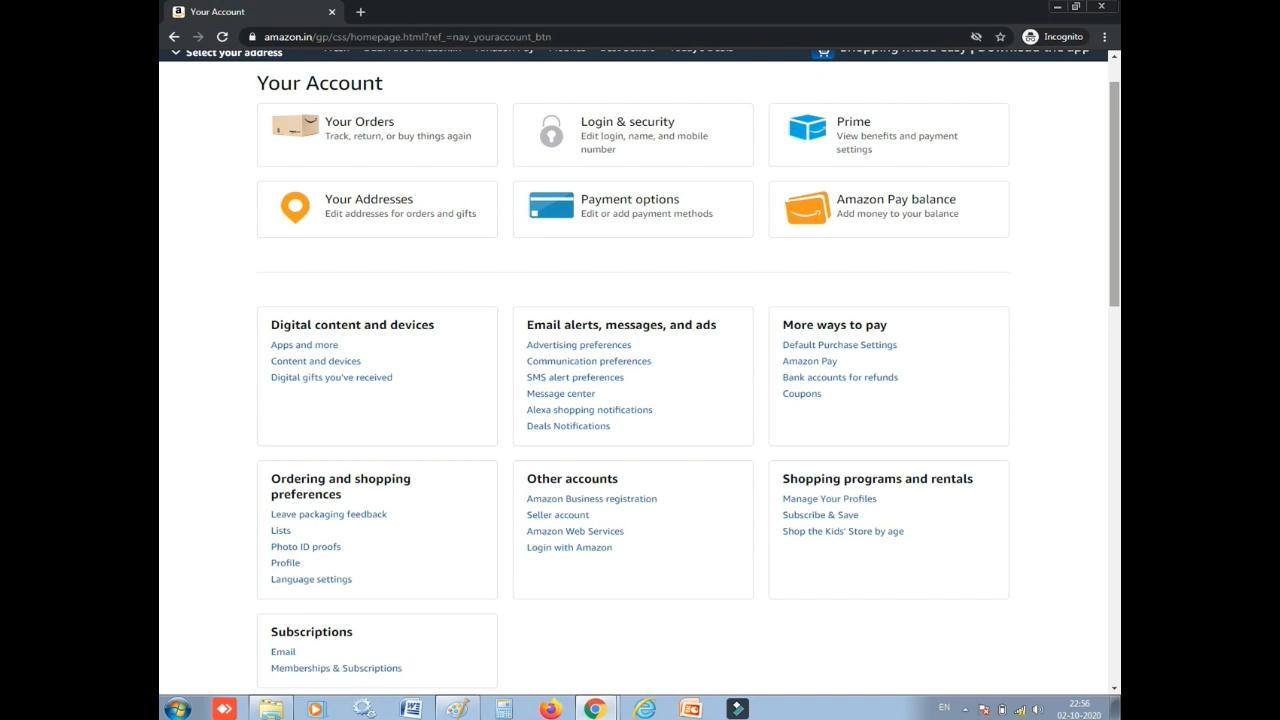 Your Account
amazon.in/gp/css/homepage.html?ref_=nav_youraccount_btn
Incognito
Select your address
Shopping made easy | Download the app
Your Account
Your Orders
Track, return, or buy things again
Login & security
Edit login, name, and mobile
number
Prime
View benefits and payment
settings
Your Addresses
Edit addresses for orders and gifts
Payment options
Edit or add payment methods
Amazon Pay balance
Add money to your balance
Digital content and devices
Apps and more
Content and devices
Digital gifts you've received
Email alerts, messages, and ads
Advertising preferences
Communication preferences
SMS alert preferences
Message center
Alexa shopping notifications
Deals Notifications
More ways to pay
Default Purchase Settings
Amazon Pay
Bank accounts for refunds
Coupons
Ordering and shopping
preferences
Leave packaging feedback
Lists
Photo ID proofs
Profile
Language settings
Other accounts
Amazon Business registration
Seller account
Amazon Web Services
Login with Amazon
Shopping programs and rentals
Manage Your Profiles
Subscribe & Save
Shop the Kids' Store by age
Subscriptions
Email
Memberships & Subscriptions
EN
22:56
02-10-2020